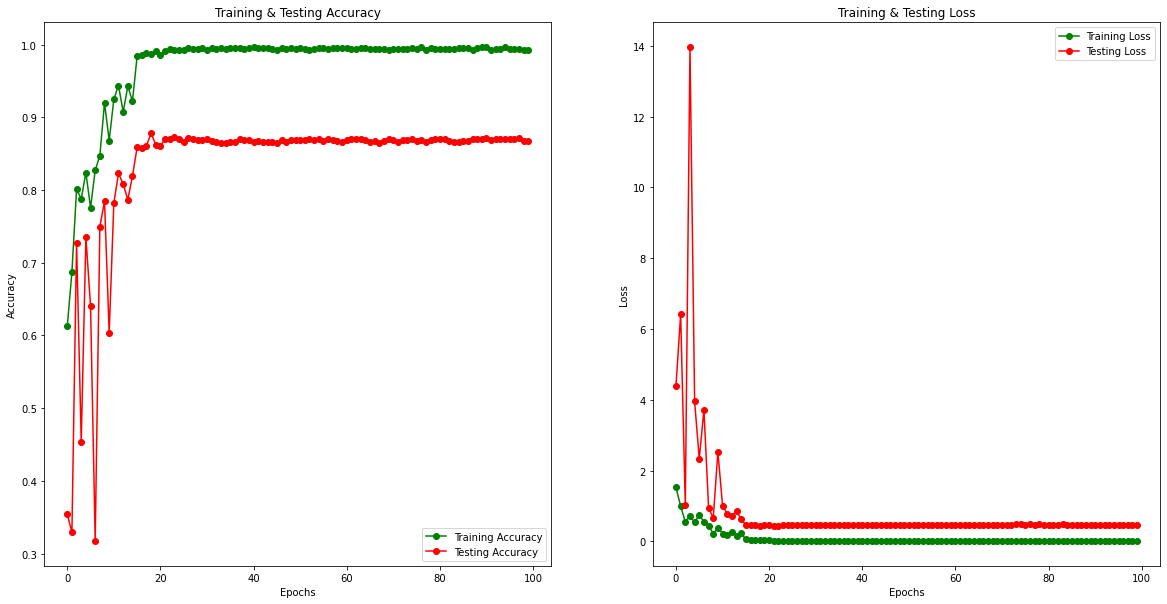 Training & Testing Accuracy
Accuracy
1.0
0.9
0.8
0.7
0.6
0.5
0.4
0.3
0
20
40
60
80
100
Epochs
Training Accuracy
Testing Accuracy
Training & Testing Loss
Loss
14
12
10
8
6
4
2
0
0
20
40
60
80
100
Epochs
Training Loss
Testing Loss